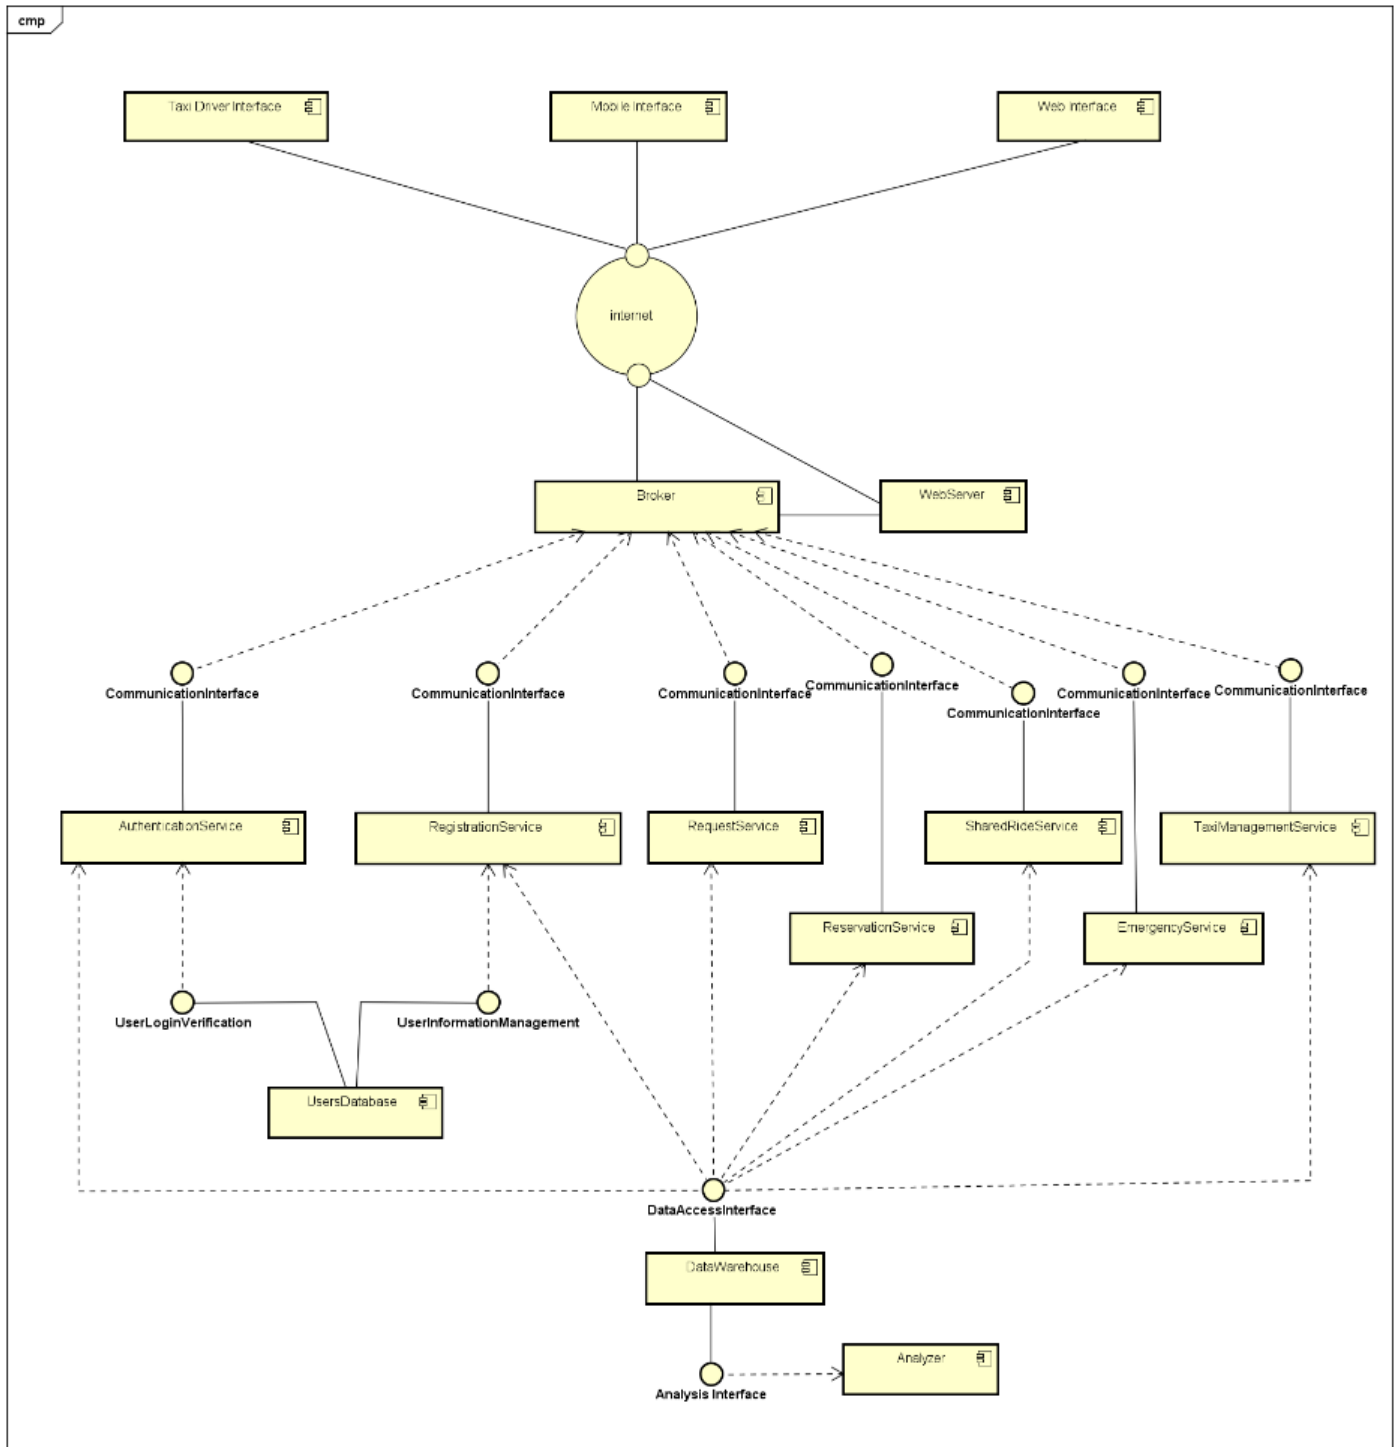 cmp
Taxi Driver Interface
Mobile Interface
Web Interface
internet
Broker
WebServer
CommunicationInterface
CommunicationInterface
CommunicationInterface
CommunicationInterface
CommunicationInterface
CommunicationInterface
CommunicationInterface
AuthenticationService
RegistrationService
RequestService
SharedRideService
TaxiManagementService
ReservationService
EmergencyService
UserLoginVerification
UserInformationManagement
UsersDatabase
DataAccessInterface
DataWarehouse
Analyzer
Analysis Interface